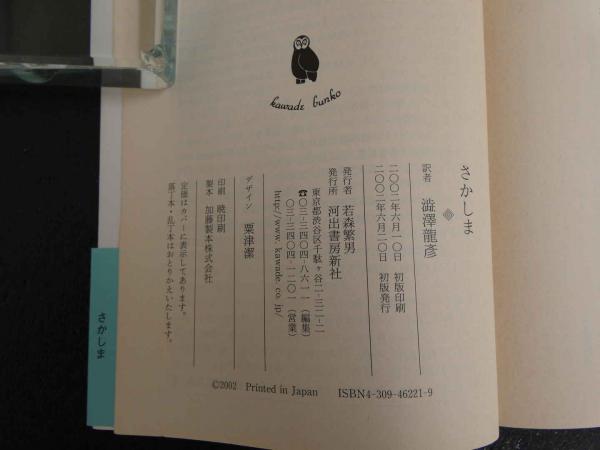 kawade bunko
さかしま
訳者 澁澤龍彥
二〇〇二年六月一〇日 初版印刷
二〇〇二年六月二〇日 初版発行
発行者 若森繁男
発行所 河出書房新社
東京都渋谷区千駄ヶ谷二-三二-二
☎〇三-三四〇四-八六一一（編集）
〇三-三四〇四-一二〇一（営業）
http://www.kawade.co.jp/
デザイン 粟津潔
印刷 暁印刷
製本 加藤製本株式会社
定価はカバーに表示してあります。
落丁本・乱丁本はおとりかえいたします。
©2002 Printed in Japan ISBN4-309-46221-9
さかしま